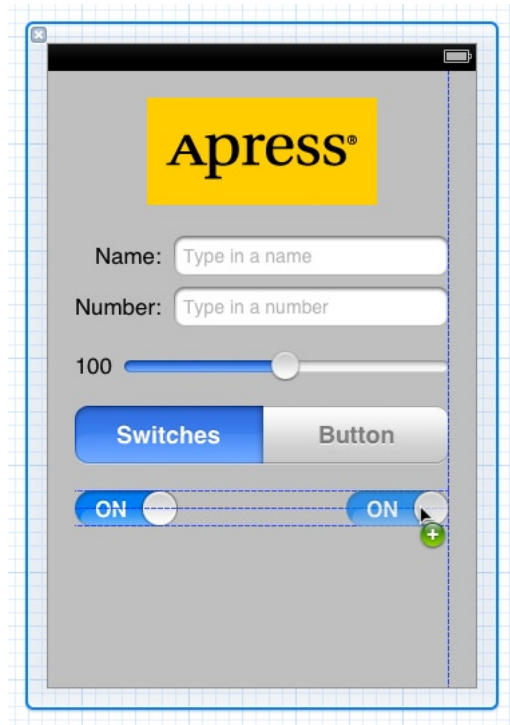 Apress®
Name: Type in a name
Number: Type in a number
100
Switches Button
ON ON